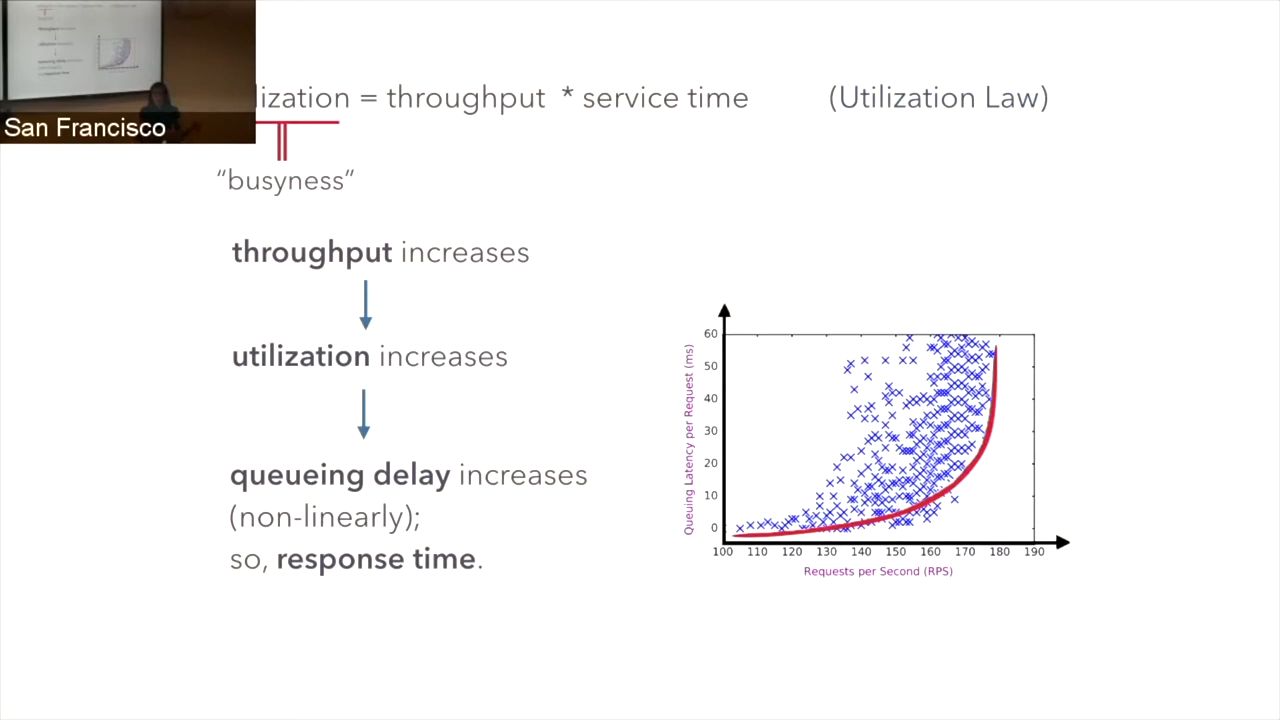 San Francisco
lization = throughput * service time (Utilization Law)
“busyness”
throughput increases
utilization increases
queueing delay increases
(non-linearly);
so, response time.
Queuing Latency per Request (ms)
60
50
40
30
20
10
0
100 110 120 130 140 150 160 170 180 190
Requests per Second (RPS)